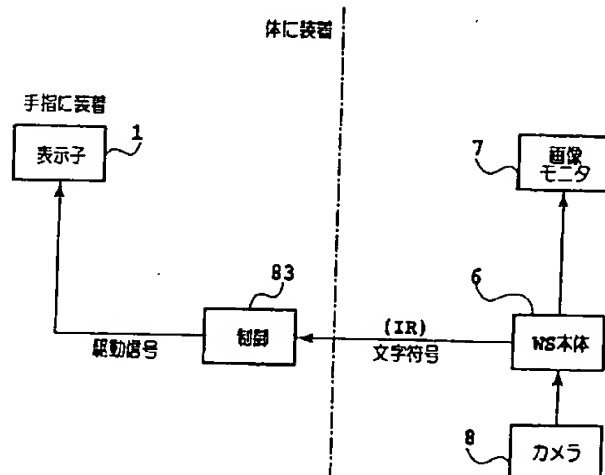 体に装着
手指に装着
1
表示子
7
画像
モニタ
83
6
制御
(IR)
文字符号
WS本体
駆動信号
8
カメラ